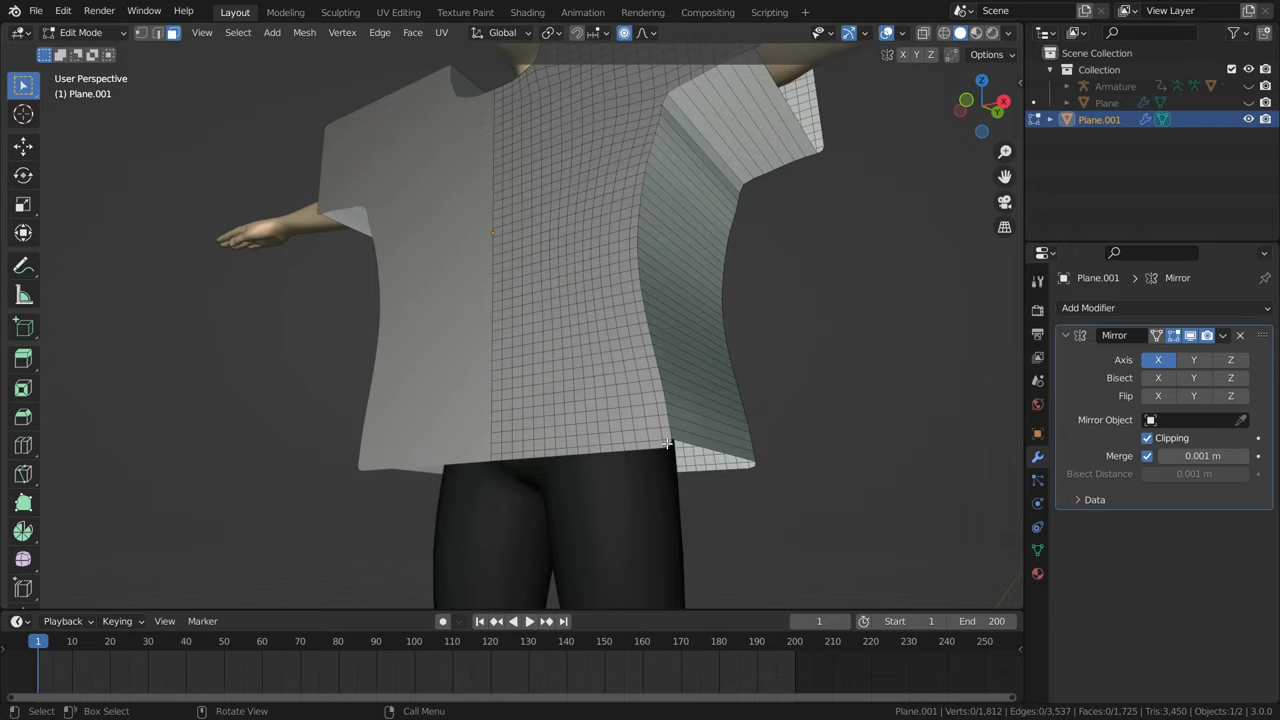 File Edit Render Window Help
Layout Modeling Sculpting UV Editing Texture Paint Shading Animation Rendering Compositing Scripting +
Scene
View Layer
Edit Mode
View Select Add Mesh Vertex Edge Face UV
Global
X Y Z
Options
User Perspective
(1) Plane.001
Z
X
Y
Scene Collection
Collection
Armature
Plane
Plane.001
Plane.001
Mirror
Add Modifier
Mirror
Axis X Y Z
Bisect X Y Z
Flip X Y Z
Mirror Object
Clipping
Merge 0.001 m
Bisect Distance 0.001 m
Data
Playback Keying View Marker
1
Start 1
End 200
1 10 20 30 40 50 60 70 80 90 100 110 120 130 140 150 160 170 180 190 200 210 220 230 240 250
Select Box Select Rotate View Call Menu
Plane.001 | Verts:0/1,812 | Edges:0/3,537 | Faces:0/1,725 | Tris:3,450 | Objects:1/2 | 3.0.0